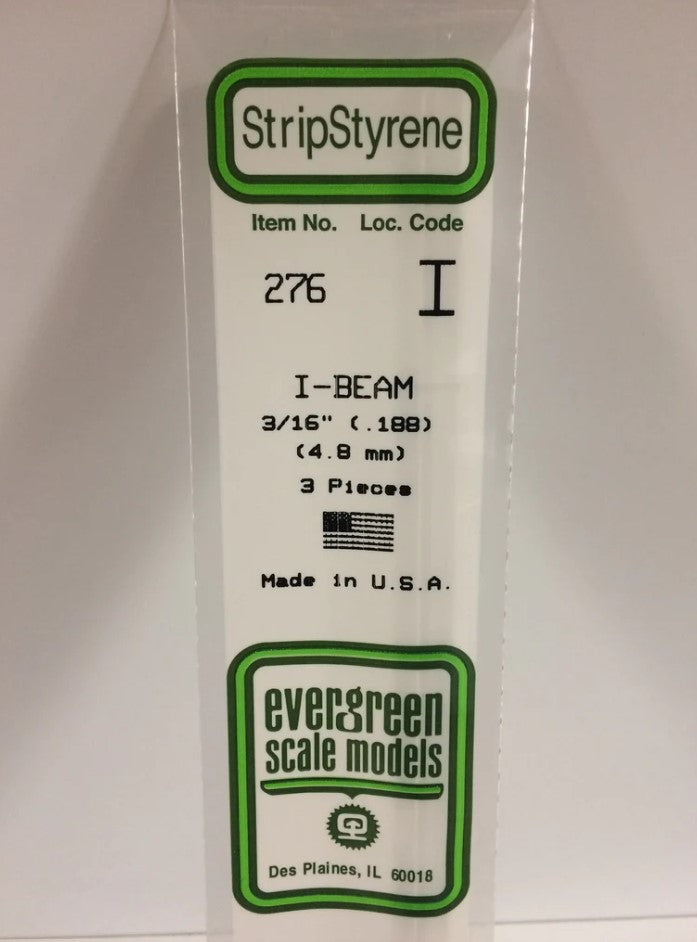 StripStyrene
Item No. Loc. Code
276 I
I-BEAM
3/16" (.188)
(4.8 mm)
3 Pieces
Made in U.S.A.
evergreen
scale models
Des Plaines, IL 60018